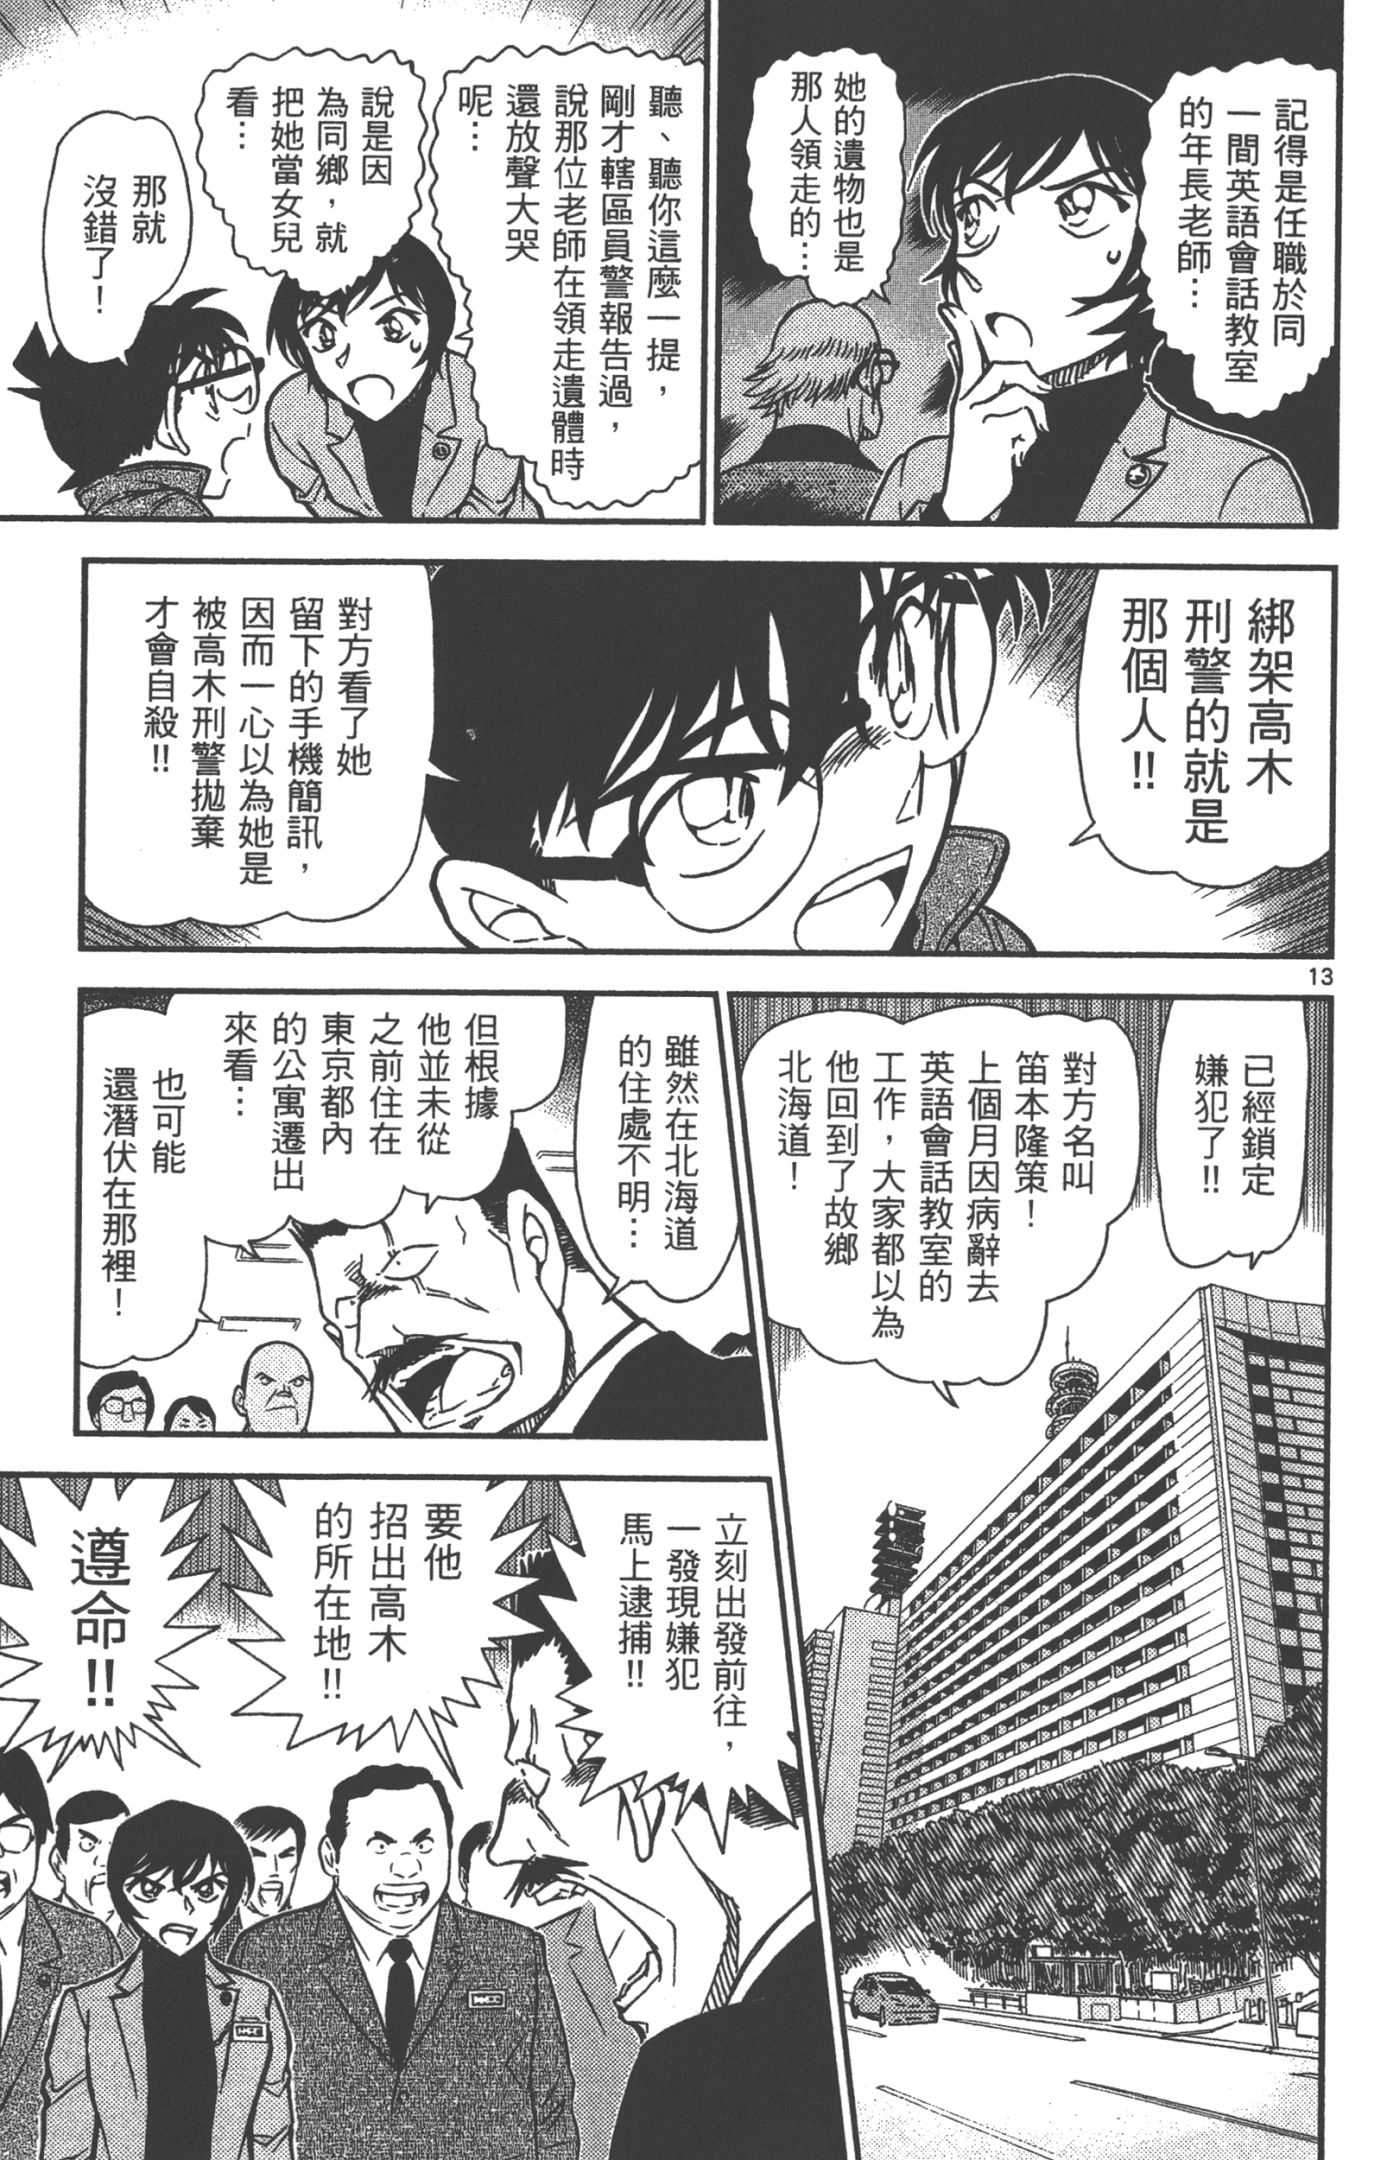 記得是任職於同
一間英語會話教室
的年長老師…
她的遺物也是
那人領走的…
聽、聽你這麼一提，
剛才轄區員警報告過，
說那位老師在領走遺體時
還放聲大哭
呢…
說是因
為同鄉，就
把她當女兒
看…
那就
沒錯了！
綁架高木
刑警的就是
那個人!!
對方看了她
留下的手機簡訊，
因而一心以為她是
被高木刑警拋棄
才會自殺!!
13
已經鎖定
嫌犯了!!
對方名叫
笛本隆策！
上個月因病辭去
英語會話教室的
工作，大家都以為
他回到了故鄉
北海道！
雖然在北海道
的住處不明…
但根據
他並未從
之前住在
東京都內
的公寓遷出
來看…
也可能
還潛伏在那裡！
立刻出發前往，
一發現嫌犯
馬上逮捕!!
要他
招出高木
的所在地!!
遵命!!